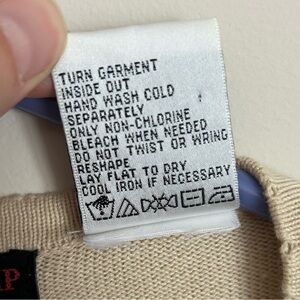 TURN GARMENT
INSIDE OUT
HAND WASH COLD
SEPARATELY
ONLY NON-CHLORINE
BLEACH WHEN NEEDED
DO NOT TWIST OR WRING
RESHAPE
LAY FLAT TO DRY
COOL IRON IF NECESSARY
P